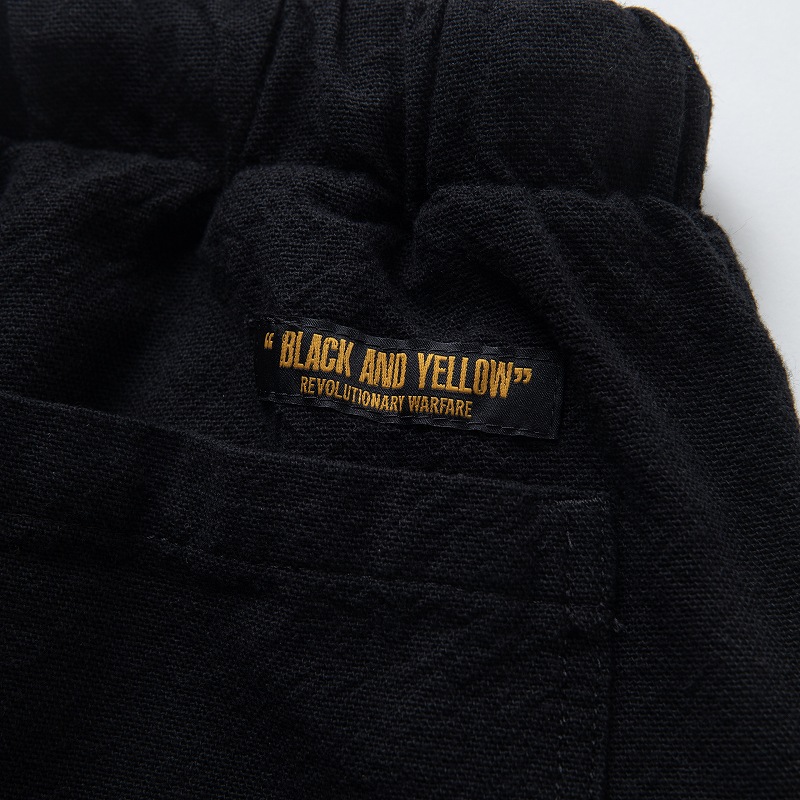 “ BLACK AND YELLOW”
REVOLUTIONARY WARFARE